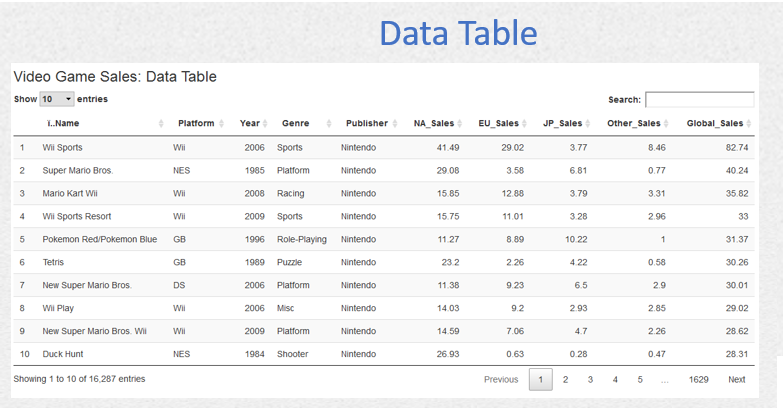 Data Table
Video Game Sales: Data Table
Show 10 entries Search:
ï..Name Platform Year Genre Publisher NA_Sales EU_Sales JP_Sales Other_Sales Global_Sales
1 Wii Sports Wii 2006 Sports Nintendo 41.49 29.02 3.77 8.46 82.74
2 Super Mario Bros. NES 1985 Platform Nintendo 29.08 3.58 6.81 0.77 40.24
3 Mario Kart Wii Wii 2008 Racing Nintendo 15.85 12.88 3.79 3.31 35.82
4 Wii Sports Resort Wii 2009 Sports Nintendo 15.75 11.01 3.28 2.96 33
5 Pokemon Red/Pokemon Blue GB 1996 Role-Playing Nintendo 11.27 8.89 10.22 1 31.37
6 Tetris GB 1989 Puzzle Nintendo 23.2 2.26 4.22 0.58 30.26
7 New Super Mario Bros. DS 2006 Platform Nintendo 11.38 9.23 6.5 2.9 30.01
8 Wii Play Wii 2006 Misc Nintendo 14.03 9.2 2.93 2.85 29.02
9 New Super Mario Bros. Wii Wii 2009 Platform Nintendo 14.59 7.06 4.7 2.26 28.62
10 Duck Hunt NES 1984 Shooter Nintendo 26.93 0.63 0.28 0.47 28.31
Showing 1 to 10 of 16,287 entries Previous 1 2 3 4 5 ... 1629 Next